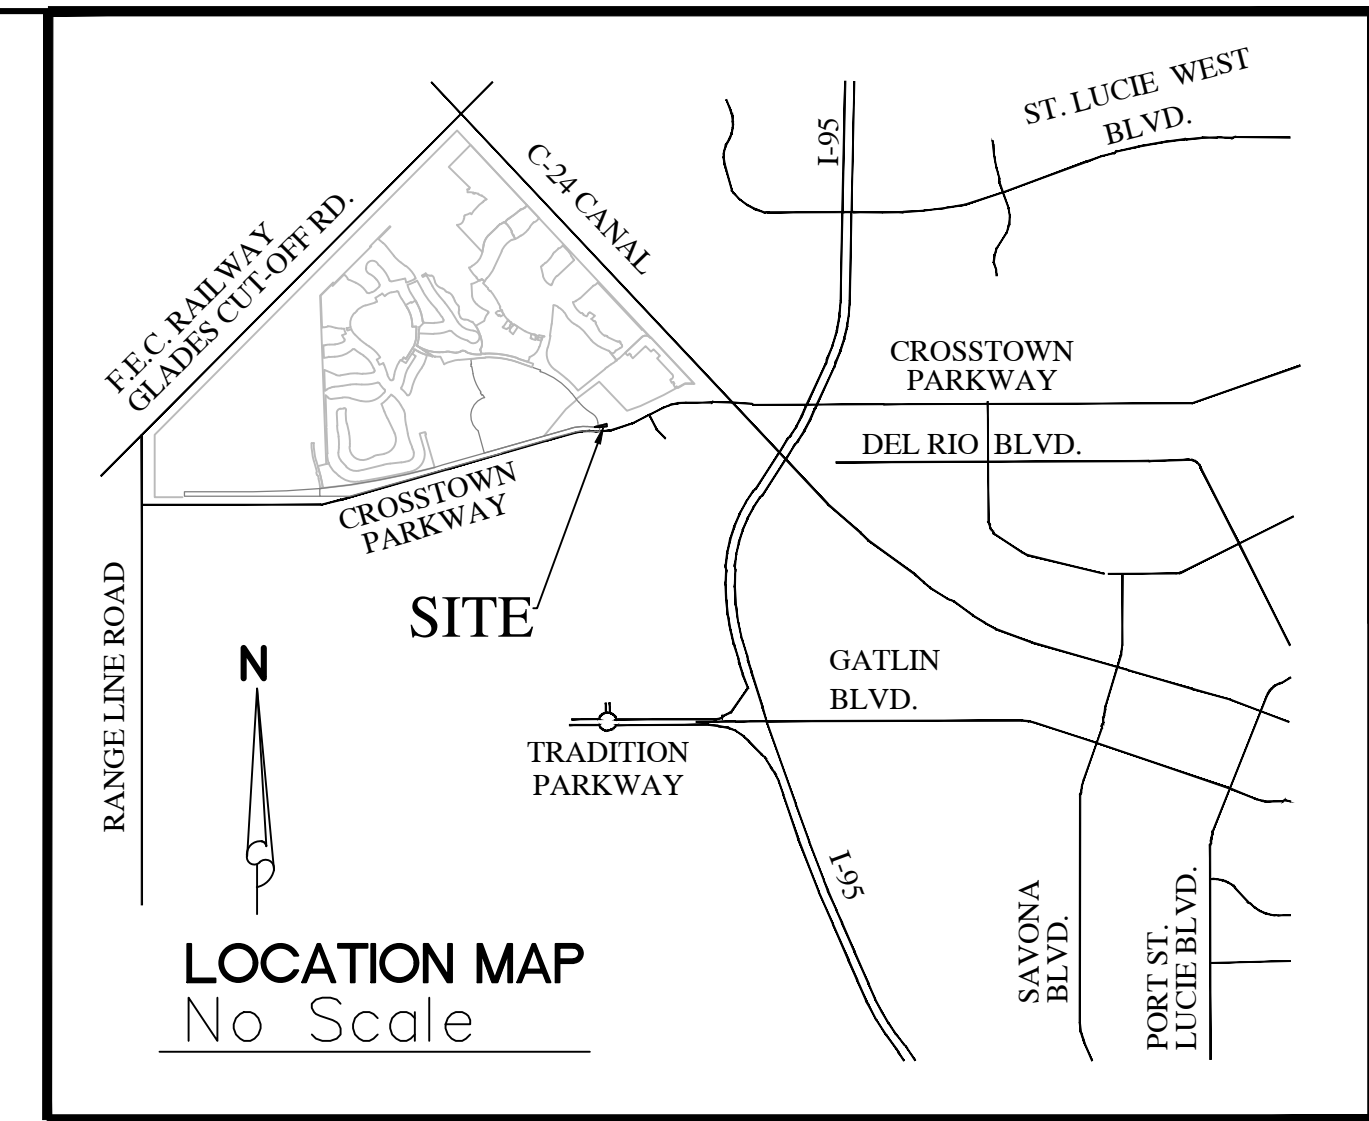 ST. LUCIE WEST
BLVD.
I-95
C-24 CANAL
F.E.C. RAILWAY
GLADES CUT-OFF RD.
CROSSTOWN
PARKWAY
DEL RIO BLVD.
CROSSTOWN
PARKWAY
SITE
RANGE LINE ROAD
N
GATLIN
BLVD.
TRADITION
PARKWAY
I-95
SAVONA
BLVD.
PORT ST.
LUCIE BLVD.
LOCATION MAP
No Scale